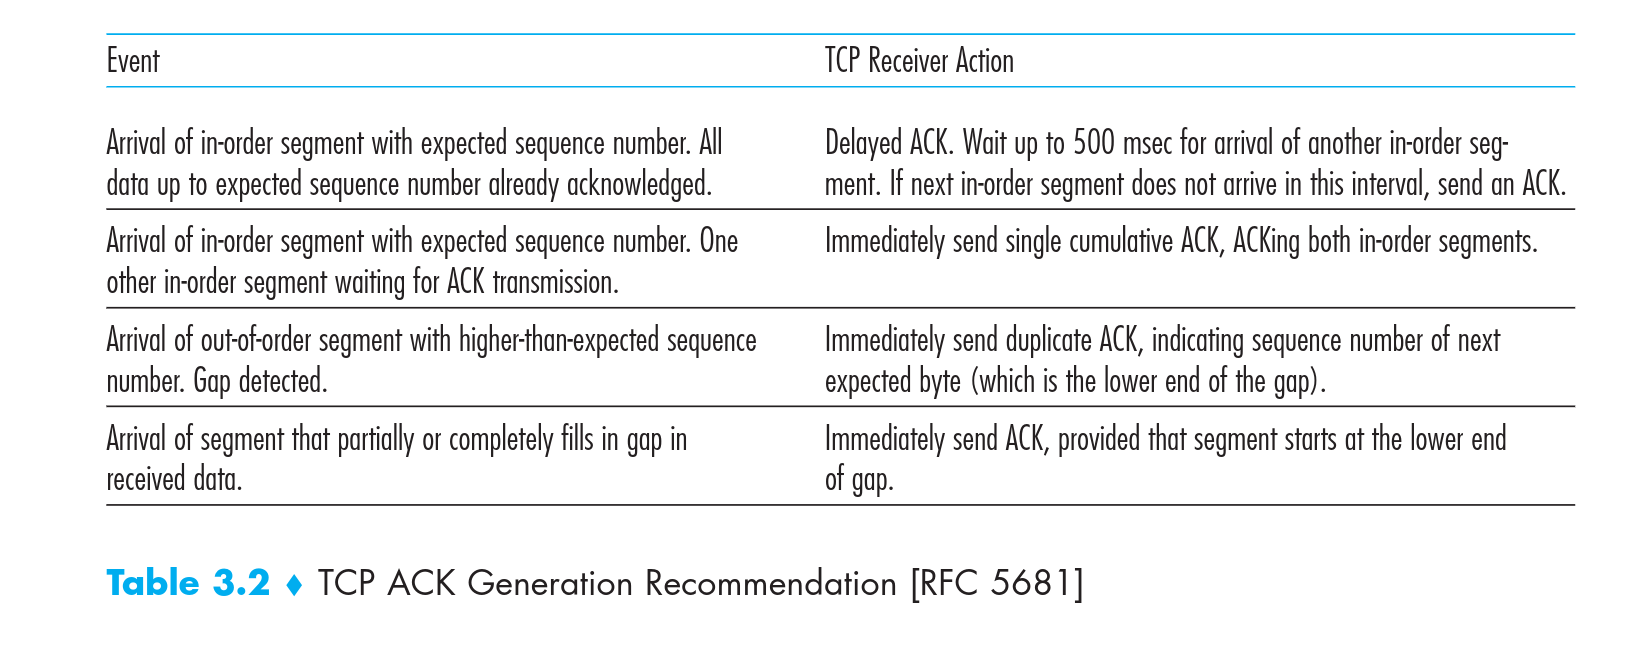 Event
TCP Receiver Action
Arrival of in-order segment with expected sequence number. All
data up to expected sequence number already acknowledged.
Delayed ACK. Wait up to 500 msec for arrival of another in-order seg-
ment. If next in-order segment does not arrive in this interval, send an ACK.
Arrival of in-order segment with expected sequence number. One
other in-order segment waiting for ACK transmission.
Immediately send single cumulative ACK, ACKing both in-order segments.
Arrival of out-of-order segment with higher-than-expected sequence
number. Gap detected.
Immediately send duplicate ACK, indicating sequence number of next
expected byte (which is the lower end of the gap).
Arrival of segment that partially or completely fills in gap in
received data.
Immediately send ACK, provided that segment starts at the lower end
of gap.
Table 3.2 ♦ TCP ACK Generation Recommendation [RFC 5681]